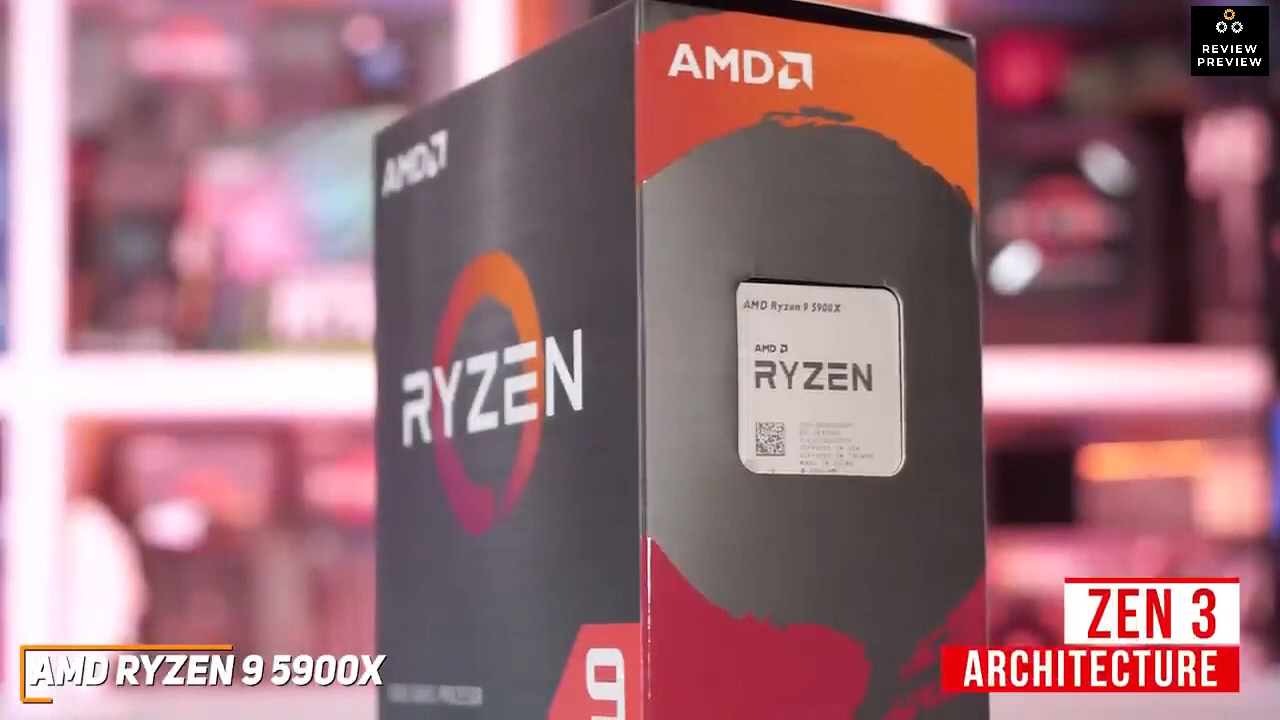 REVIEW
PREVIEW
AMD
AMD
RYZEN
9
AMD Ryzen 9 5900X
AMD
RYZEN
AMD RYZEN 9 5900X
ZEN 3
ARCHITECTURE